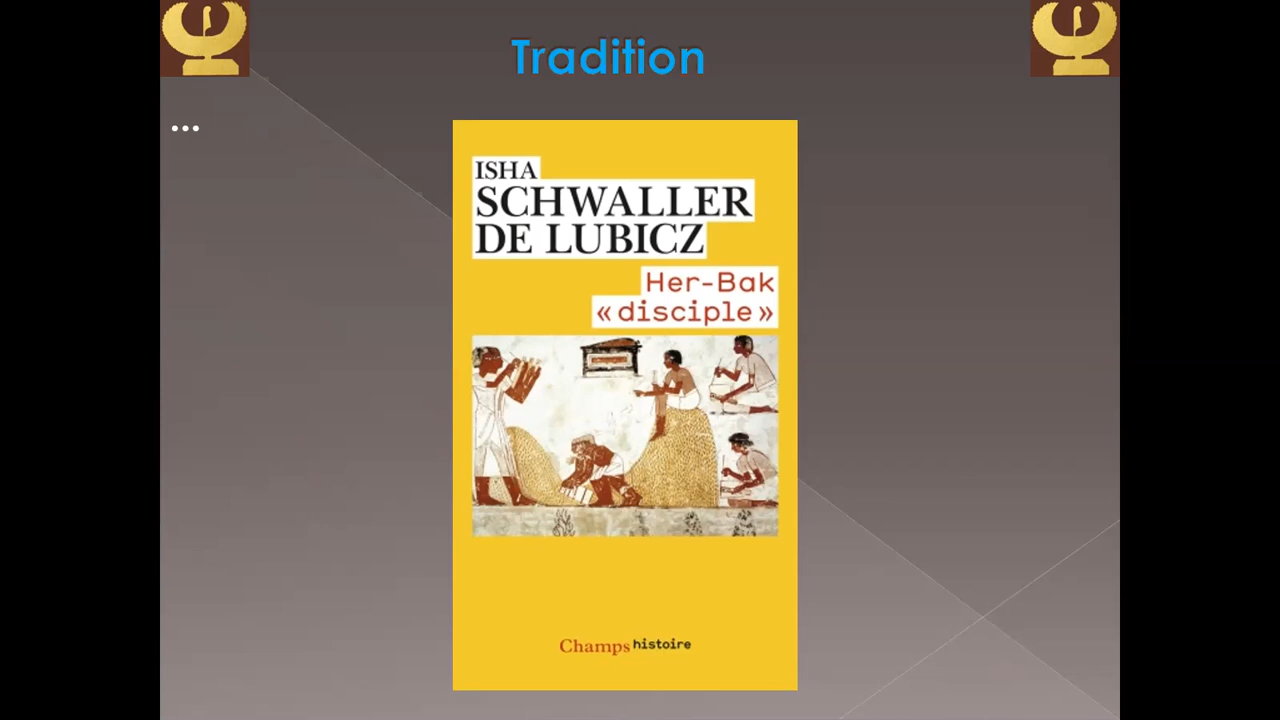 Tradition
...
ISHA
SCHWALLER
DE LUBICZ
Her-Bak
« disciple »
Champs histoire